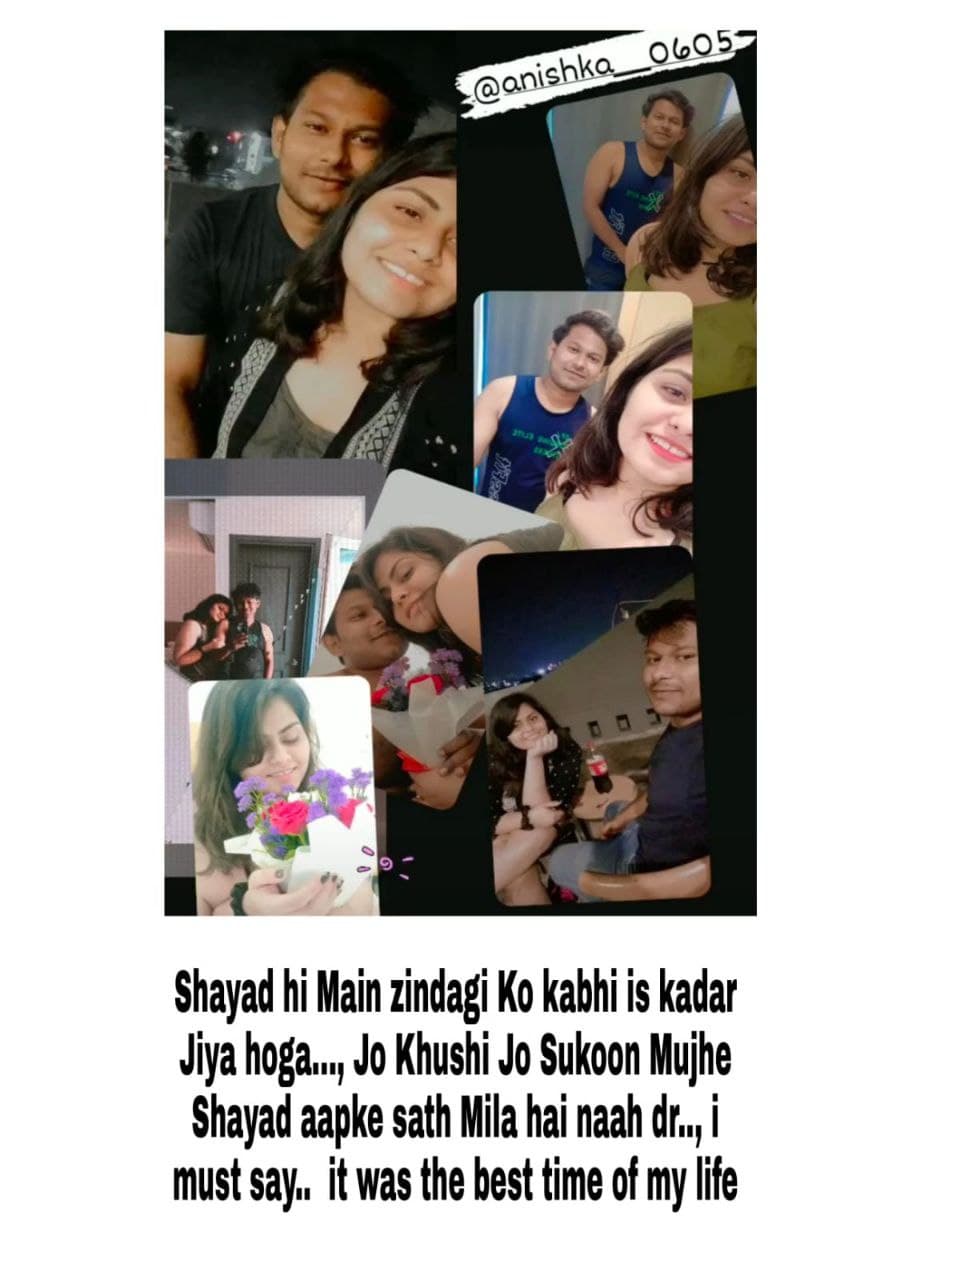 @anishka__0605
Shayad hi Main zindagi Ko kabhi is kadar
Jiya hoga..., Jo Khushi Jo Sukoon Mujhe
Shayad aapke sath Mila hai naah dr.., i
must say.. it was the best time of my life